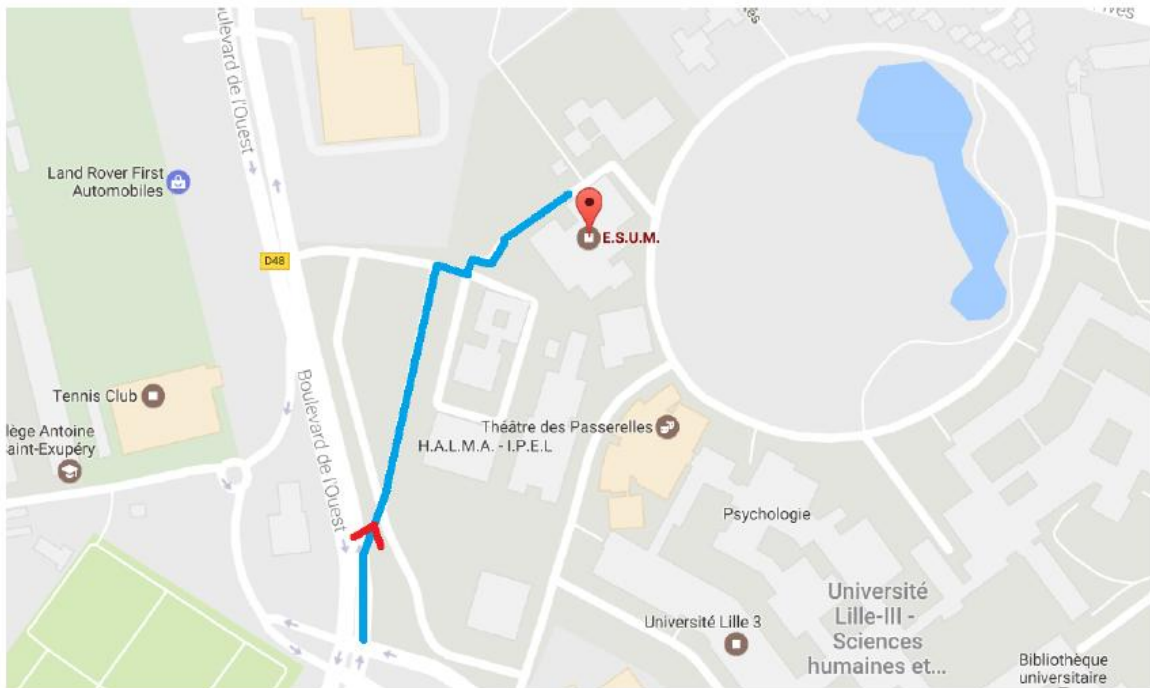 Boulevard de l'Ouest
Land Rover First
Automobiles
E.S.U.M.
D48
Boulevard de l'Ouest
Tennis Club
lège Antoine
aint-Exupéry
Théâtre des Passerelles
H.A.L.M.A. - I.P.E.L
Psychologie
Université
Lille-III -
Sciences
humaines et...
Université Lille 3
Bibliothèque
universitaire